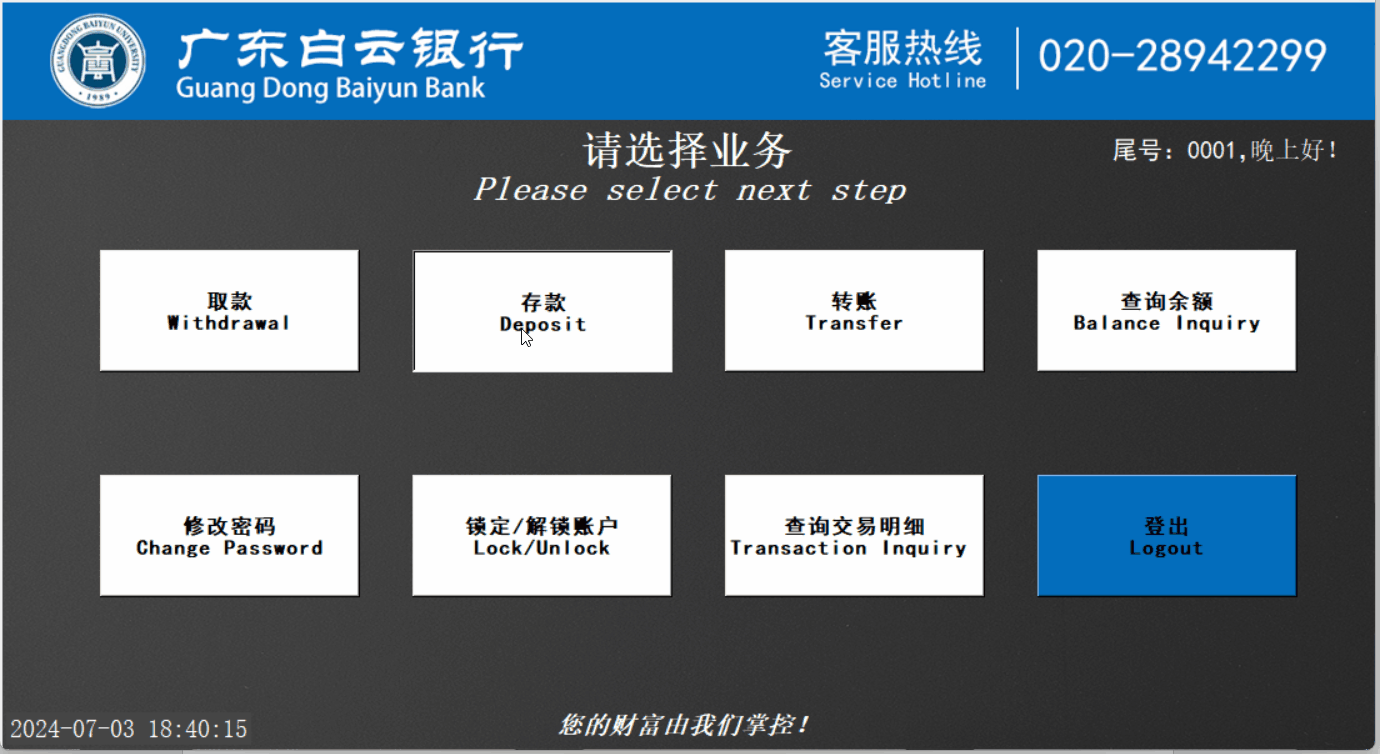 GUANGDONG BAIYUN UNIVERSITY
1989
广东白云银行
Guang Dong Baiyun Bank
客服热线
Service Hotline
020-28942299
请选择业务
Please select next step
尾号：0001,晚上好！
取款
Withdrawal
存款
Deposit
转账
Transfer
查询余额
Balance Inquiry
修改密码
Change Password
锁定/解锁账户
Lock/Unlock
查询交易明细
Transaction Inquiry
登出
Logout
2024-07-03 18:40:15
您的财富由我们掌控！